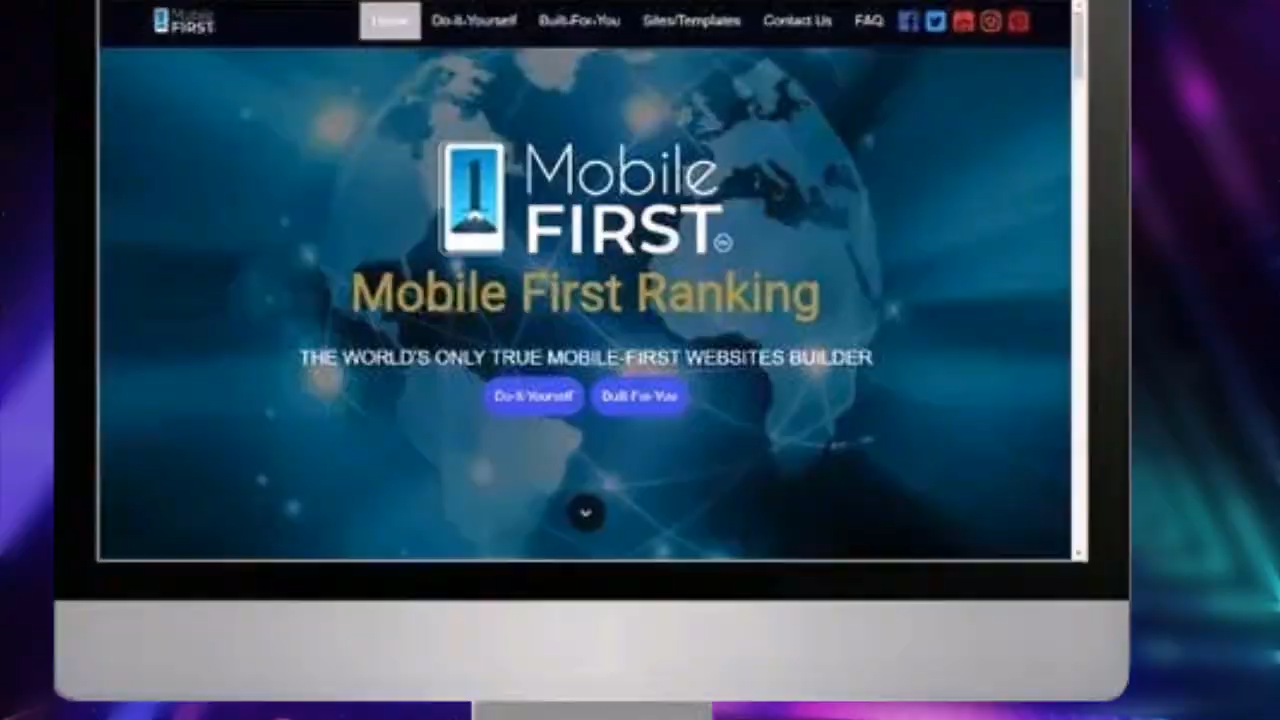 Mobile
FIRST
Home Do-It-Yourself Built-For-You Sites/Templates Contact Us FAQ
Mobile
FIRST
Mobile First Ranking
THE WORLD'S ONLY TRUE MOBILE-FIRST WEBSITES BUILDER
Do-It-Yourself Built-For-You